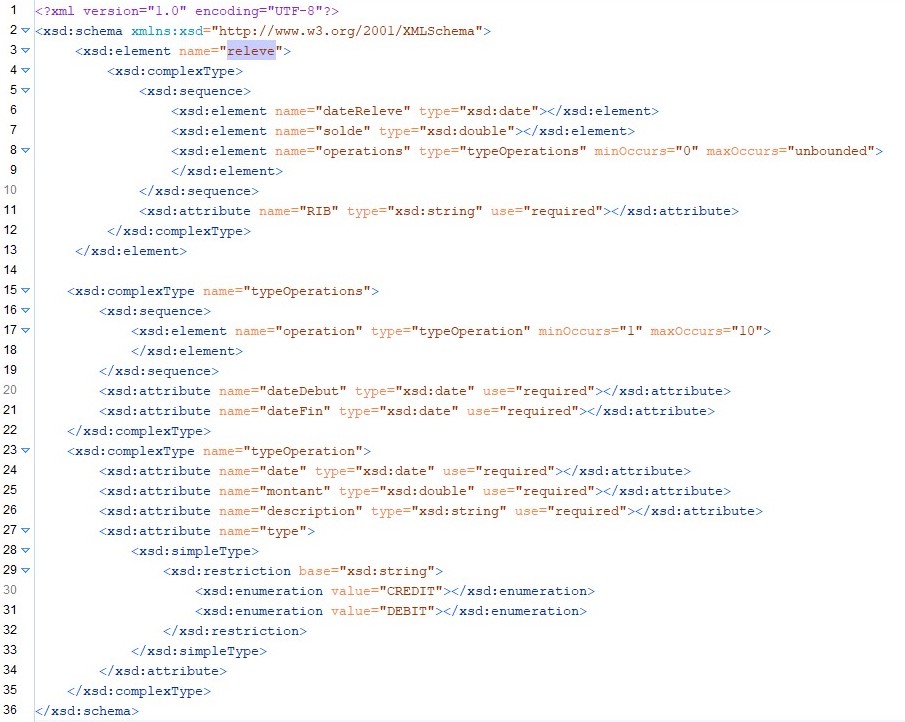 1 <?xml version="1.0" encoding="UTF-8"?>
2 <xsd:schema xmlns:xsd="http://www.w3.org/2001/XMLSchema">
3 <xsd:element name="releve">
4 <xsd:complexType>
5 <xsd:sequence>
6 <xsd:element name="dateReleve" type="xsd:date"></xsd:element>
7 <xsd:element name="solde" type="xsd:double"></xsd:element>
8 <xsd:element name="operations" type="typeOperations" minOccurs="0" maxOccurs="unbounded">
9 </xsd:element>
10 </xsd:sequence>
11 <xsd:attribute name="RIB" type="xsd:string" use="required"></xsd:attribute>
12 </xsd:complexType>
13 </xsd:element>
14
15 <xsd:complexType name="typeOperations">
16 <xsd:sequence>
17 <xsd:element name="operation" type="typeOperation" minOccurs="1" maxOccurs="10">
18 </xsd:element>
19 </xsd:sequence>
20 <xsd:attribute name="dateDebut" type="xsd:date" use="required"></xsd:attribute>
21 <xsd:attribute name="dateFin" type="xsd:date" use="required"></xsd:attribute>
22 </xsd:complexType>
23 <xsd:complexType name="typeOperation">
24 <xsd:attribute name="date" type="xsd:date" use="required"></xsd:attribute>
25 <xsd:attribute name="montant" type="xsd:double" use="required"></xsd:attribute>
26 <xsd:attribute name="description" type="xsd:string" use="required"></xsd:attribute>
27 <xsd:attribute name="type">
28 <xsd:simpleType>
29 <xsd:restriction base="xsd:string">
30 <xsd:enumeration value="CREDIT"></xsd:enumeration>
31 <xsd:enumeration value="DEBIT"></xsd:enumeration>
32 </xsd:restriction>
33 </xsd:simpleType>
34 </xsd:attribute>
35 </xsd:complexType>
36 </xsd:schema>